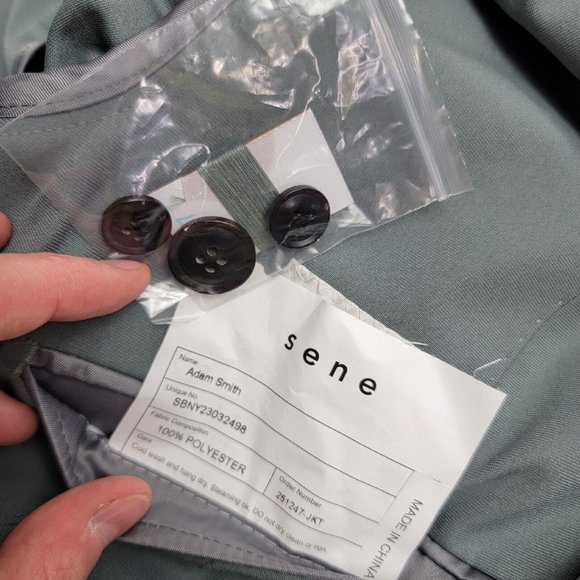 sene
Name
Adam Smith
Unique No.
SBNY23032498
Fabric Composition
100% POLYESTER
Order Number
281247-JKT
Care
Cold wash and hang dry. Steaming ok. DO not dry clean or iron.
MADE IN CHINA